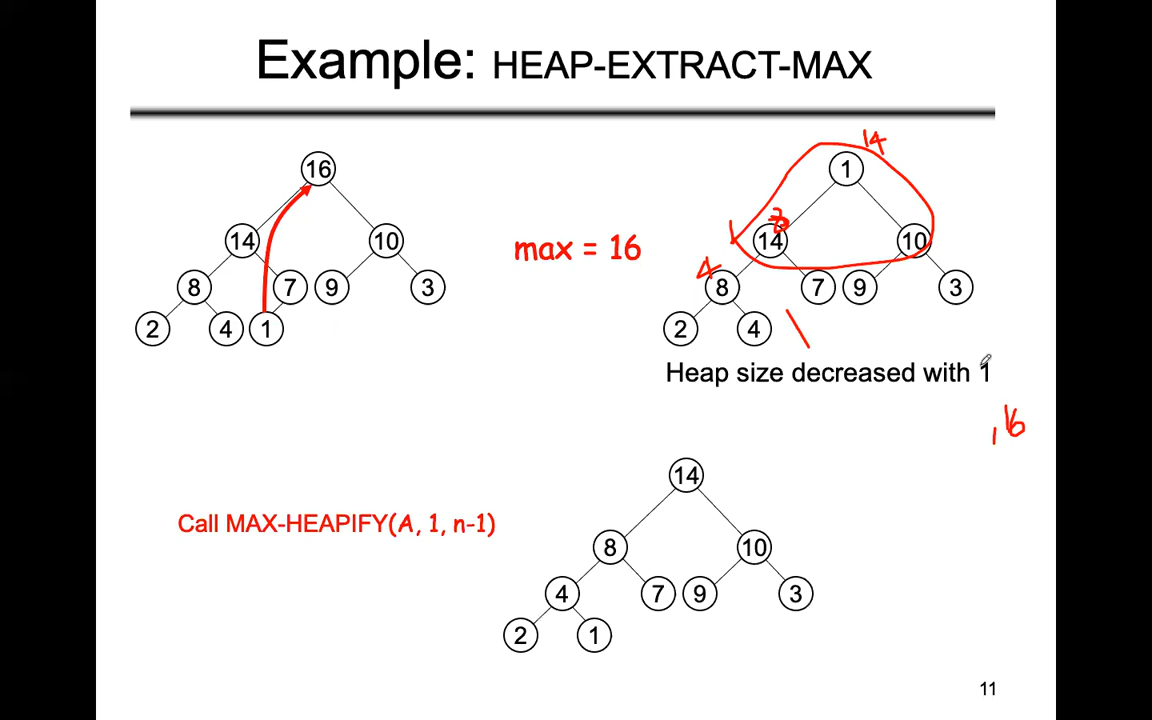 Example: HEAP-EXTRACT-MAX
16
14 10
8 7 9 3
2 4 1
max = 16
14
1
8
14 10
4
8 7 9 3
2 4
Heap size decreased with 1
, 16
Call MAX-HEAPIFY(A, 1, n-1)
14
8 10
4 7 9 3
2 1
11